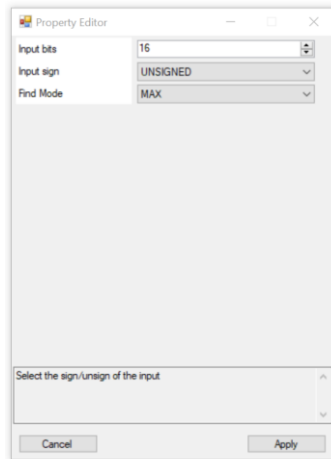 Property Editor
Input bits 16
Input sign UNSIGNED
Find Mode MAX
Select the sign/unsign of the input
Cancel Apply